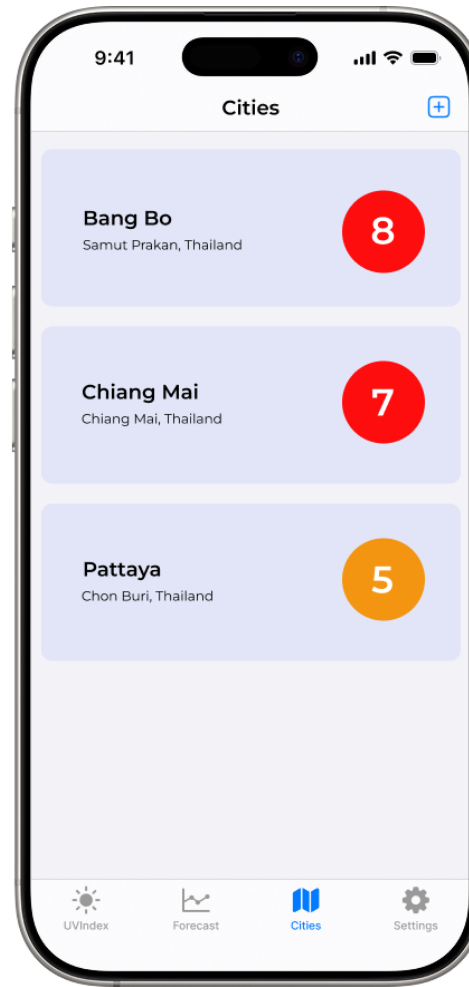 9:41
Cities
Bang Bo
Samut Prakan, Thailand
8
Chiang Mai
Chiang Mai, Thailand
7
Pattaya
Chon Buri, Thailand
5
UVIndex
Forecast
Cities
Settings